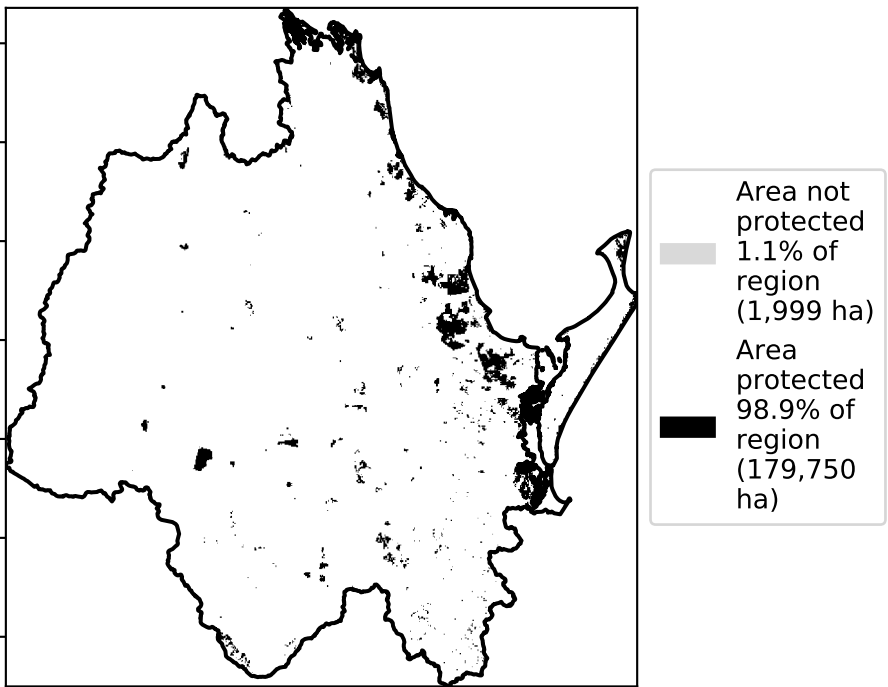 Area not
protected
1.1% of
region
(1,999 ha)
Area
protected
98.9% of
region
(179,750
ha)